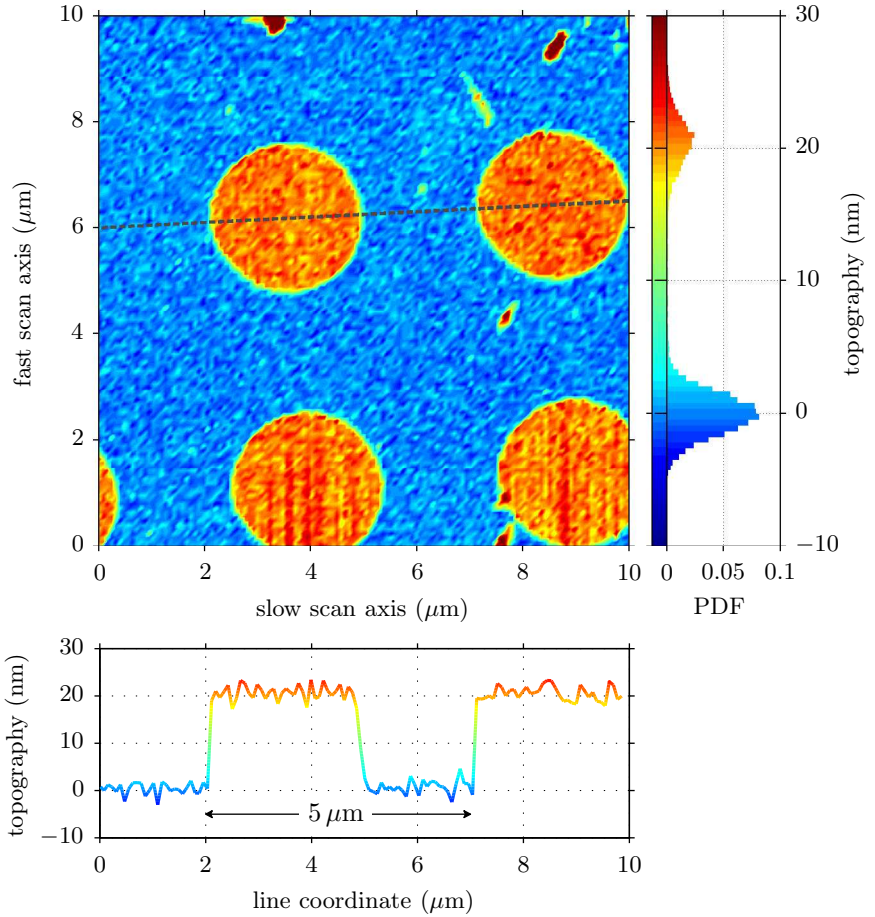 10
8
6
4
2
0
fast scan axis (μm)
0 2 4 6 8 10
slow scan axis (μm)
30
20
10
0
−10
topography (nm)
0 0.05 0.1
PDF
30
20
10
0
−10
topography (nm)
5 μm
0 2 4 6 8 10
line coordinate (μm)